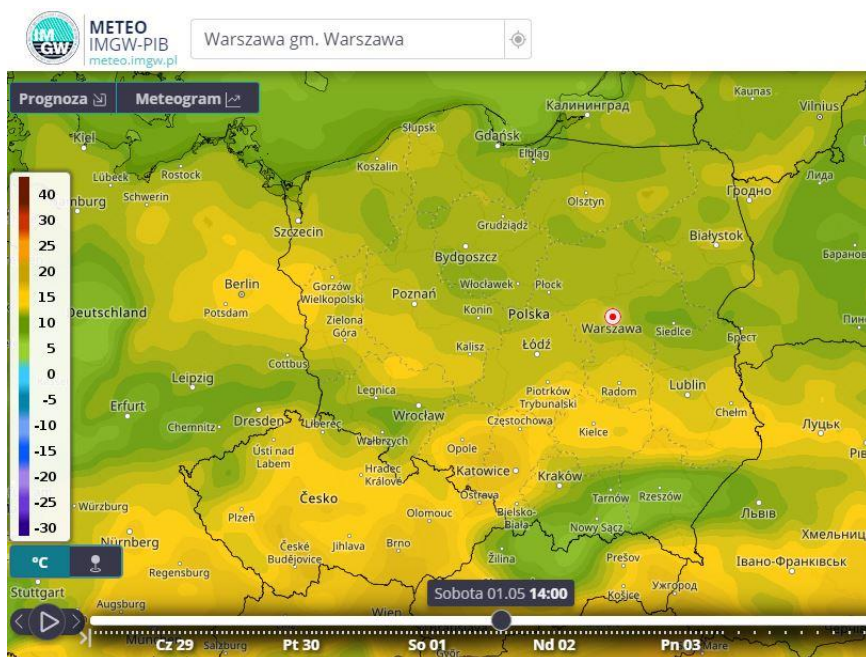 IM
GW
METEO
IMGW-PIB
meteo.imgw.pl
Warszawa gm. Warszawa
Prognoza
Meteogram
Kaunas
Vilnius
Калининград
Kiel
Słupsk
Gdańsk
Elbląg
Koszalin
Lübeck
Rostock
Лида
Schwerin
Гродно
Olsztyn
Szczecin
Grudziądz
Białystok
Bydgoszcz
Berlin
Gorzów
Wielkopolski
Włocławek
Płock
Poznań
Deutschland
Potsdam
Konin
Polska
Zielona
Góra
Warszawa
Siedlce
Брест
Kalisz
Łódź
Cottbus
Leipzig
Legnica
Piotrków
Trybunalski
Radom
Lublin
Erfurt
Wrocław
Chełm
Chemnitz
Dresden
Liberec
Częstochowa
Kielce
Луцьк
Wałbrzych
Ústí nad
Labem
Opole
Hradec
Králové
Katowice
Kraków
Česko
Ostrava
Tarnów
Rzeszów
Würzburg
Plzeň
Olomouc
Bielsko-
Biała
Львів
Nürnberg
Nowy Sącz
České
Budějovice
Jihlava
Brno
Žilina
Prešov
Івано-Франківськ
Regensburg
Košice
Ужгород
Stuttgart
Augsburg
Wien
40
30
25
20
15
10
5
0
-5
-10
-15
-20
-25
-30
°C
Sobota 01.05 14:00
Cz 29
Pt 30
So 01
Nd 02
Pn 03
Salzburg
Győr
Mare